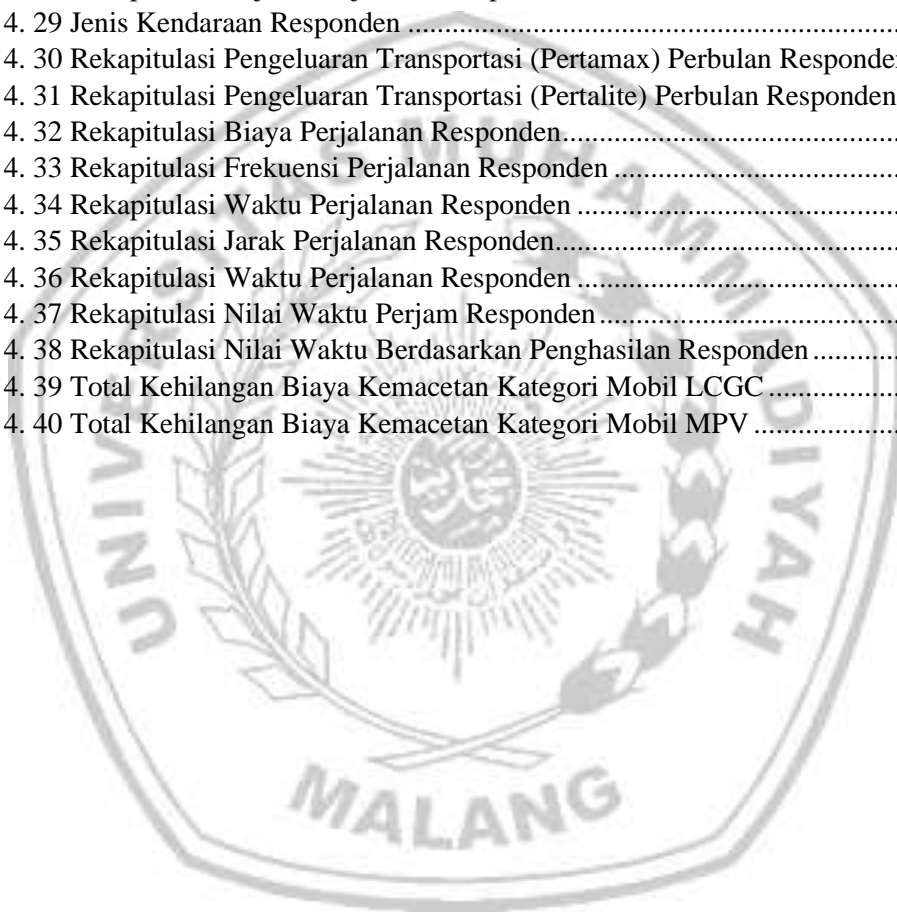 4. 29 Jenis Kendaraan Responden ........................................................................
4. 30 Rekapitulasi Pengeluaran Transportasi (Pertamax) Perbulan Responden
4. 31 Rekapitulasi Pengeluaran Transportasi (Pertalite) Perbulan Responden
4. 32 Rekapitulasi Biaya Perjalanan Responden................................................
4. 33 Rekapitulasi Frekuensi Perjalanan Responden .........................................
4. 34 Rekapitulasi Waktu Perjalanan Responden ..............................................
4. 35 Rekapitulasi Jarak Perjalanan Responden.................................................
4. 36 Rekapitulasi Waktu Perjalanan Responden ..............................................
4. 37 Rekapitulasi Nilai Waktu Perjam Responden ...........................................
4. 38 Rekapitulasi Nilai Waktu Berdasarkan Penghasilan Responden .............
4. 39 Total Kehilangan Biaya Kemacetan Kategori Mobil LCGC ...................
4. 40 Total Kehilangan Biaya Kemacetan Kategori Mobil MPV .....................
UNIVERSITAS MUHAMMADIYAH
MALANG